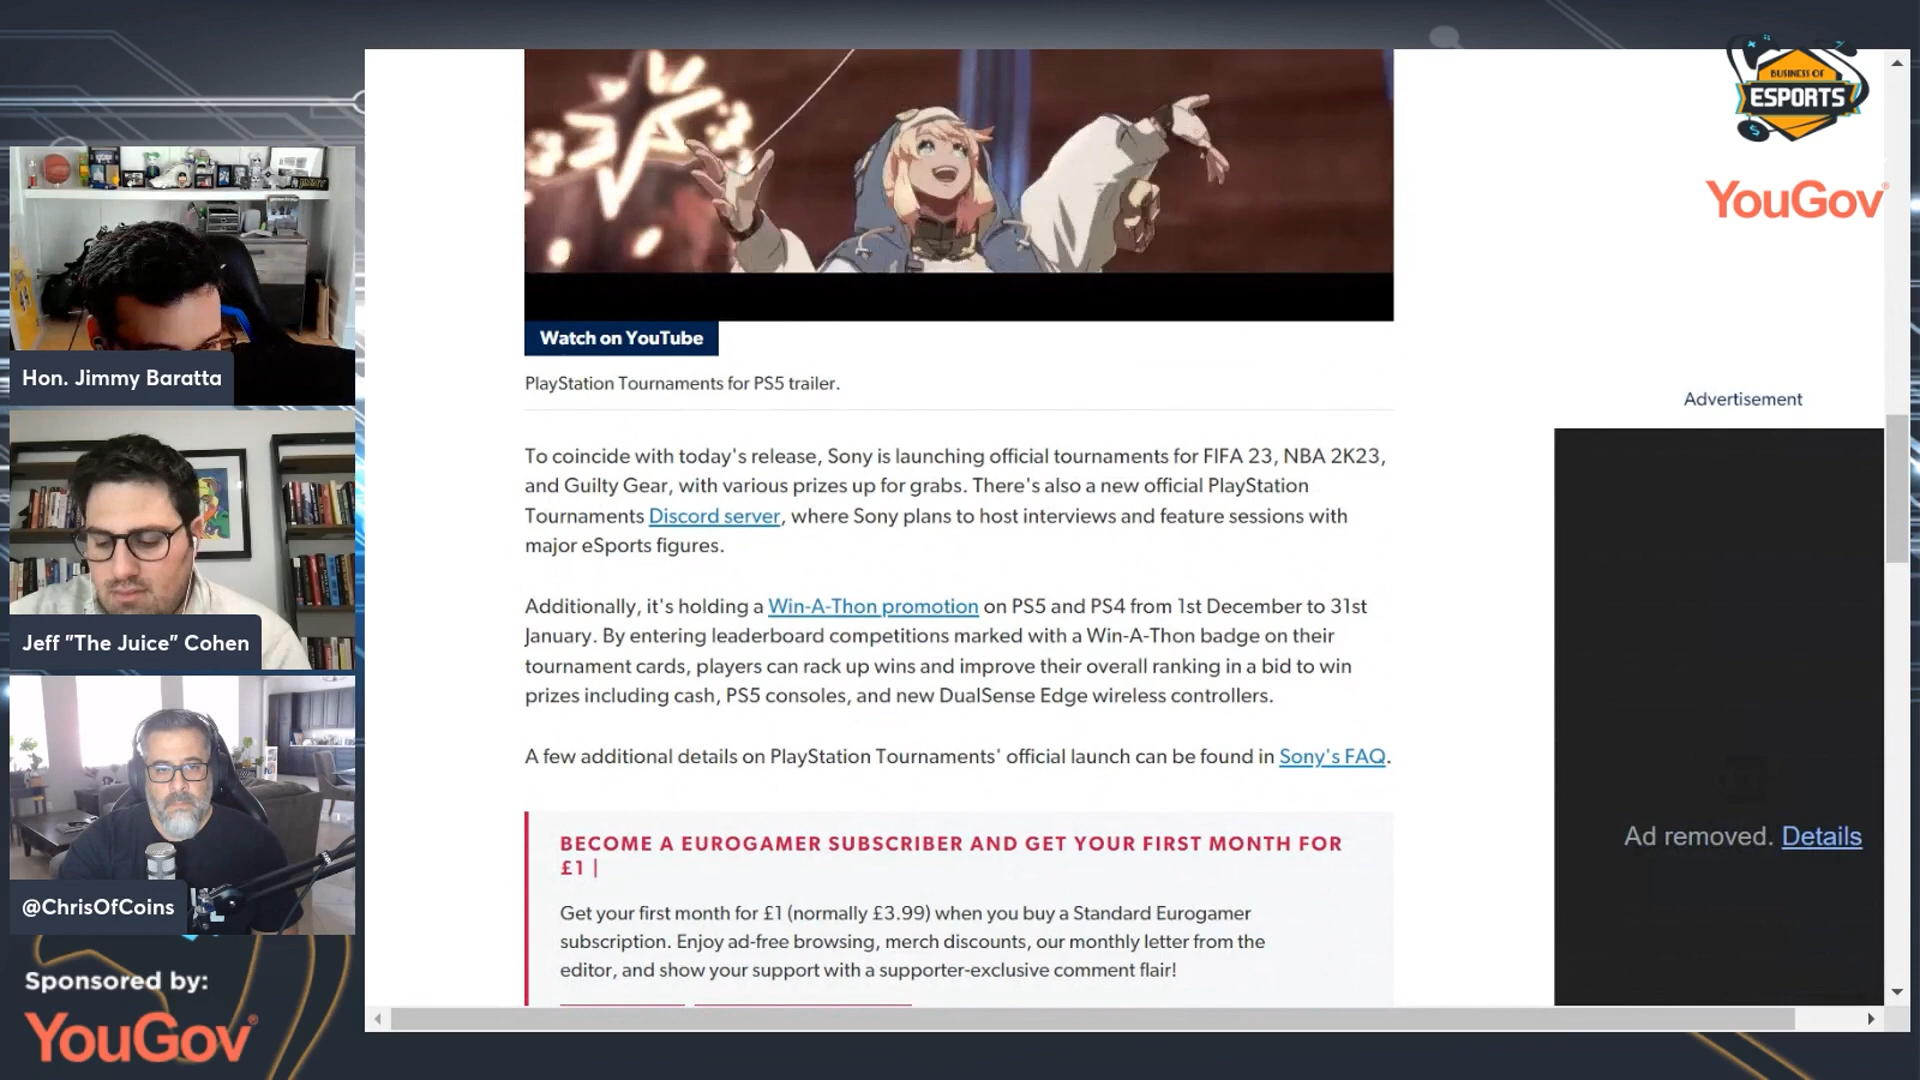 BUSINESS OF
ESPORTS
YouGov
Hon. Jimmy Baratta
Jeff "The Juice" Cohen
@ChrisOfCoins
Sponsored by:
YouGov
Watch on YouTube
PlayStation Tournaments for PS5 trailer.
To coincide with today's release, Sony is launching official tournaments for FIFA 23, NBA 2K23,
and Guilty Gear, with various prizes up for grabs. There's also a new official PlayStation
Tournaments Discord server, where Sony plans to host interviews and feature sessions with
major eSports figures.
Additionally, it's holding a Win-A-Thon promotion on PS5 and PS4 from 1st December to 31st
January. By entering leaderboard competitions marked with a Win-A-Thon badge on their
tournament cards, players can rack up wins and improve their overall ranking in a bid to win
prizes including cash, PS5 consoles, and new DualSense Edge wireless controllers.
A few additional details on PlayStation Tournaments' official launch can be found in Sony's FAQ.
BECOME A EUROGAMER SUBSCRIBER AND GET YOUR FIRST MONTH FOR
£1 |
Get your first month for £1 (normally £3.99) when you buy a Standard Eurogamer
subscription. Enjoy ad-free browsing, merch discounts, our monthly letter from the
editor, and show your support with a supporter-exclusive comment flair!
Advertisement
Ad removed. Details